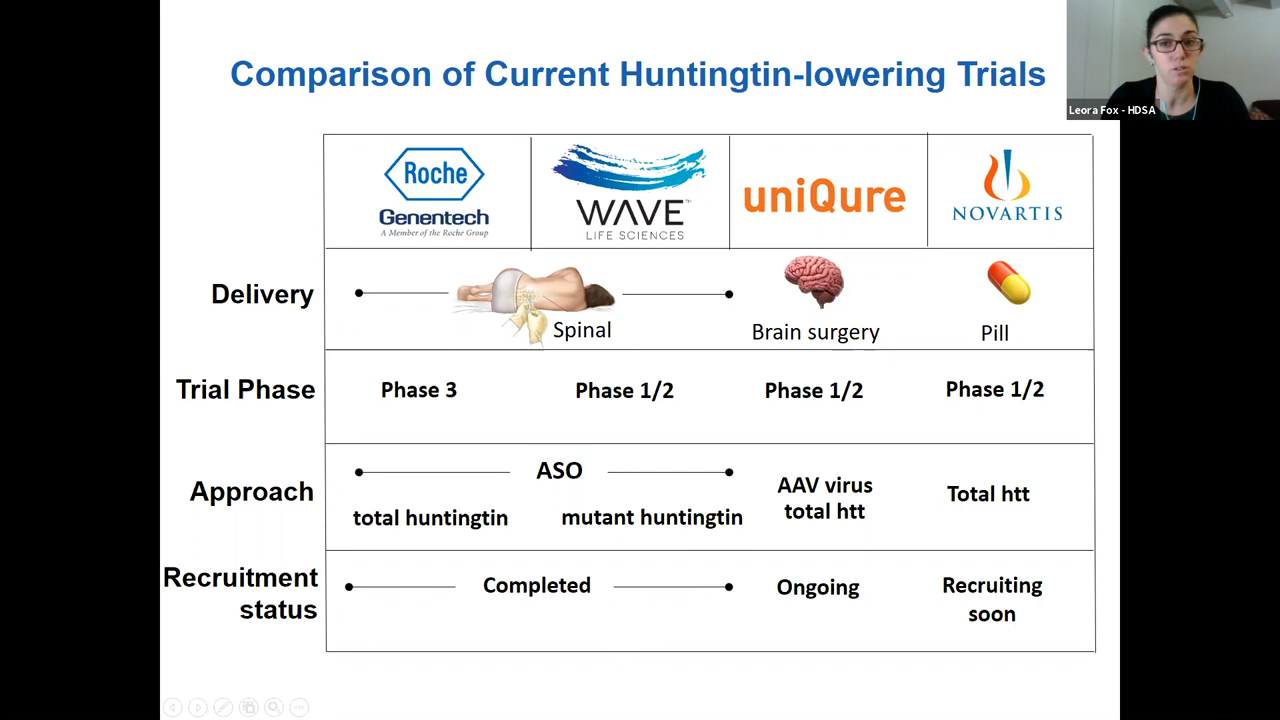 Comparison of Current Huntingtin-lowering Trials
Leora Fox - HDSA
Roche
Genentech
A Member of the Roche Group
WAVE™
LIFE SCIENCES
uniQure
NOVARTIS
Delivery
Spinal
Brain surgery
Pill
Trial Phase
Phase 3
Phase 1/2
Phase 1/2
Phase 1/2
Approach
ASO
total huntingtin
mutant huntingtin
AAV virus
total htt
Total htt
Recruitment
status
Completed
Ongoing
Recruiting
soon